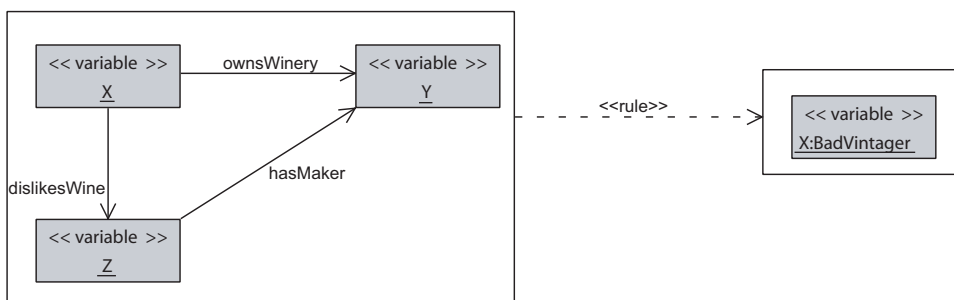 << variable >>
X
ownsWinery
<< variable >>
Y
<<rule>>
<< variable >>
X:BadVintager
hasMaker
dislikesWine
<< variable >>
Z